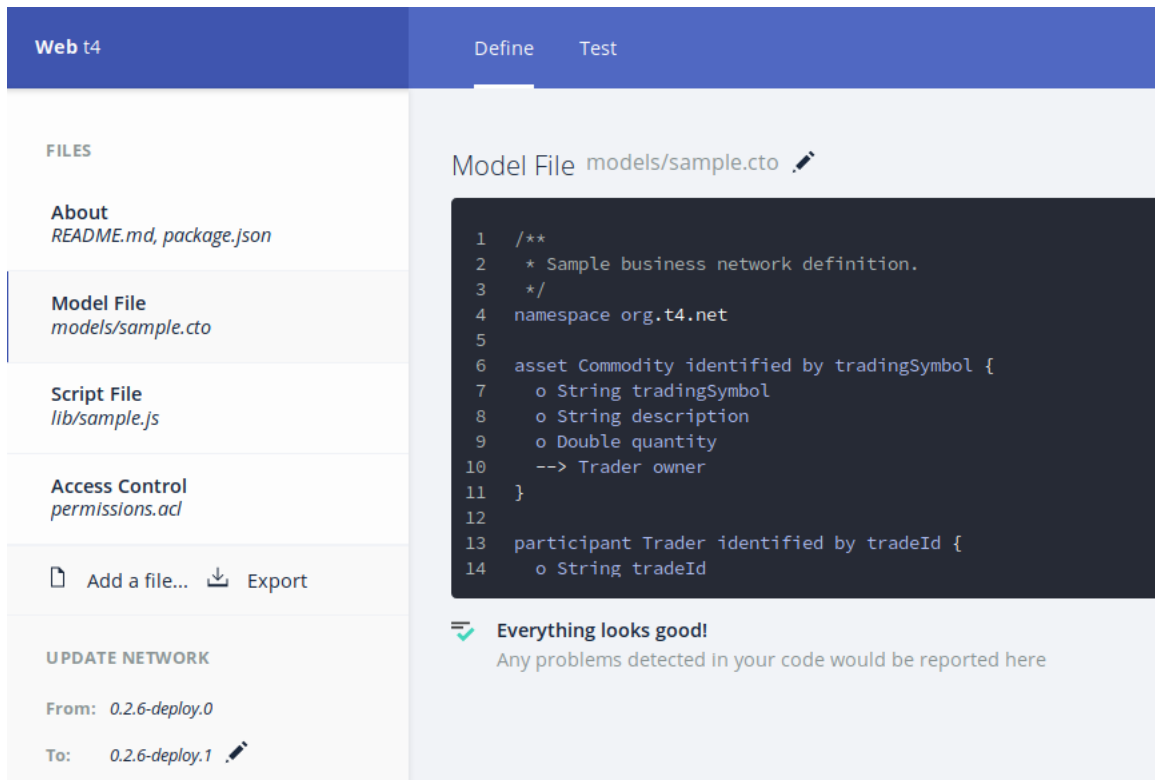 Web t4
Define Test
FILES
About
README.md, package.json
Model File
models/sample.cto
Script File
lib/sample.js
Access Control
permissions.acl
Add a file... Export
UPDATE NETWORK
From: 0.2.6-deploy.0
To: 0.2.6-deploy.1
Model File models/sample.cto
1 /**
2  * Sample business network definition.
3  */
4 namespace org.t4.net
5
6 asset Commodity identified by tradingSymbol {
7   o String tradingSymbol
8   o String description
9   o Double quantity
10   --> Trader owner
11 }
12
13 participant Trader identified by tradeId {
14   o String tradeId
Everything looks good!
Any problems detected in your code would be reported here